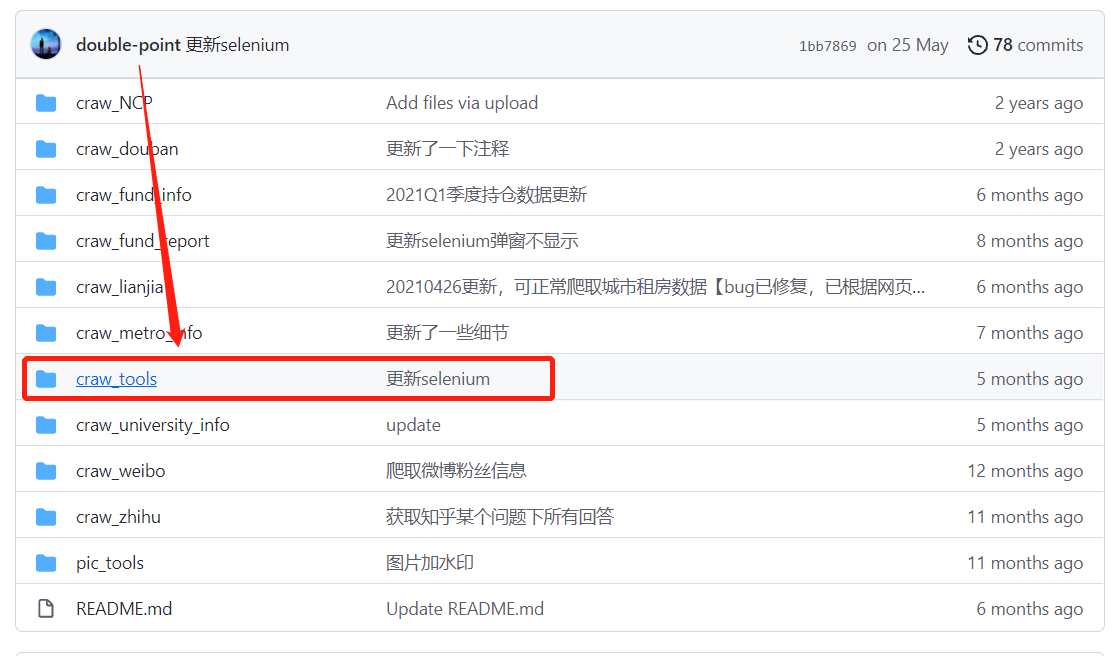 double-point 更新selenium 1bb7869 on 25 May 78 commits
craw_NCP Add files via upload 2 years ago
craw_douban 更新了一下注释 2 years ago
craw_fund_info 2021Q1季度持仓数据更新 6 months ago
craw_fund_report 更新selenium弹窗不显示 8 months ago
craw_lianjia 20210426更新，可正常爬取城市租房数据【bug已修复，已根据网页... 6 months ago
craw_metro_info 更新了一些细节 7 months ago
craw_tools 更新selenium 5 months ago
craw_university_info update 5 months ago
craw_weibo 爬取微博粉丝信息 12 months ago
craw_zhihu 获取知乎某个问题下所有回答 11 months ago
pic_tools 图片加水印 11 months ago
README.md Update README.md 6 months ago